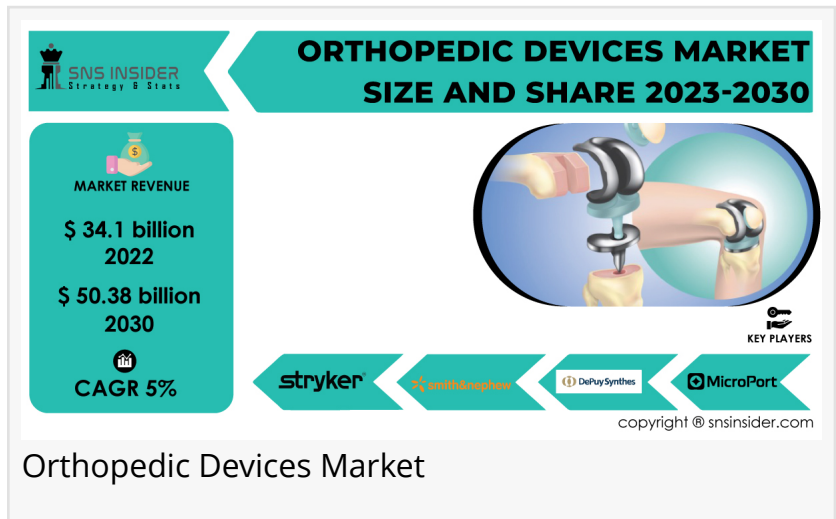 SNS INSIDER
Strategy & Stats
ORTHOPEDIC DEVICES MARKET
SIZE AND SHARE 2023-2030
$
MARKET REVENUE
$ 34.1 billion
2022
$ 50.38 billion
2030
CAGR 5%
KEY PLAYERS
stryker®
smith&nephew
DePuy Synthes
MicroPort
copyright ® snsinsider.com
Orthopedic Devices Market